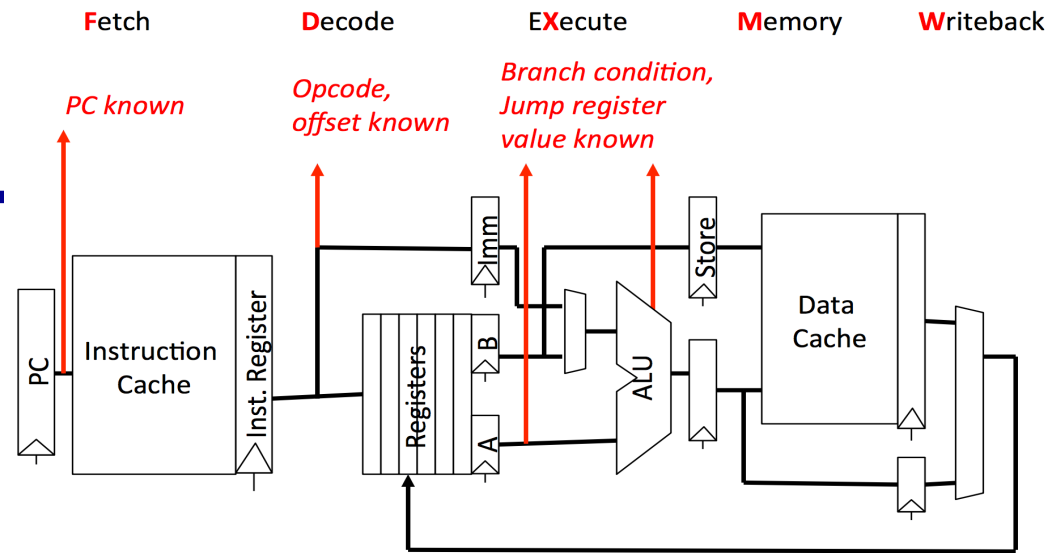 Fetch
Decode
EXecute
Memory
Writeback
PC known
Opcode,
offset known
Branch condition,
Jump register
value known
PC
Instruction
Cache
Inst. Register
Registers
Imm
B
A
ALU
Store
Data
Cache